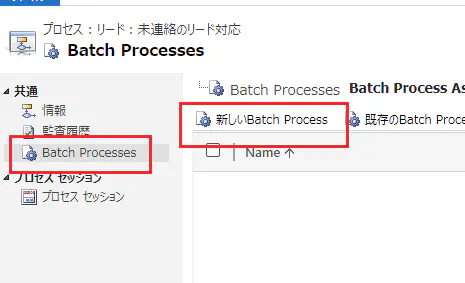 プロセス : リード : 未連絡のリード対応
Batch Processes
共通
情報
監査履歴
Batch Processes
プロセス セッション
プロセス セッション
Batch Processes Batch Process As
新しいBatch Process 既存のBatch Proce
Name ↑